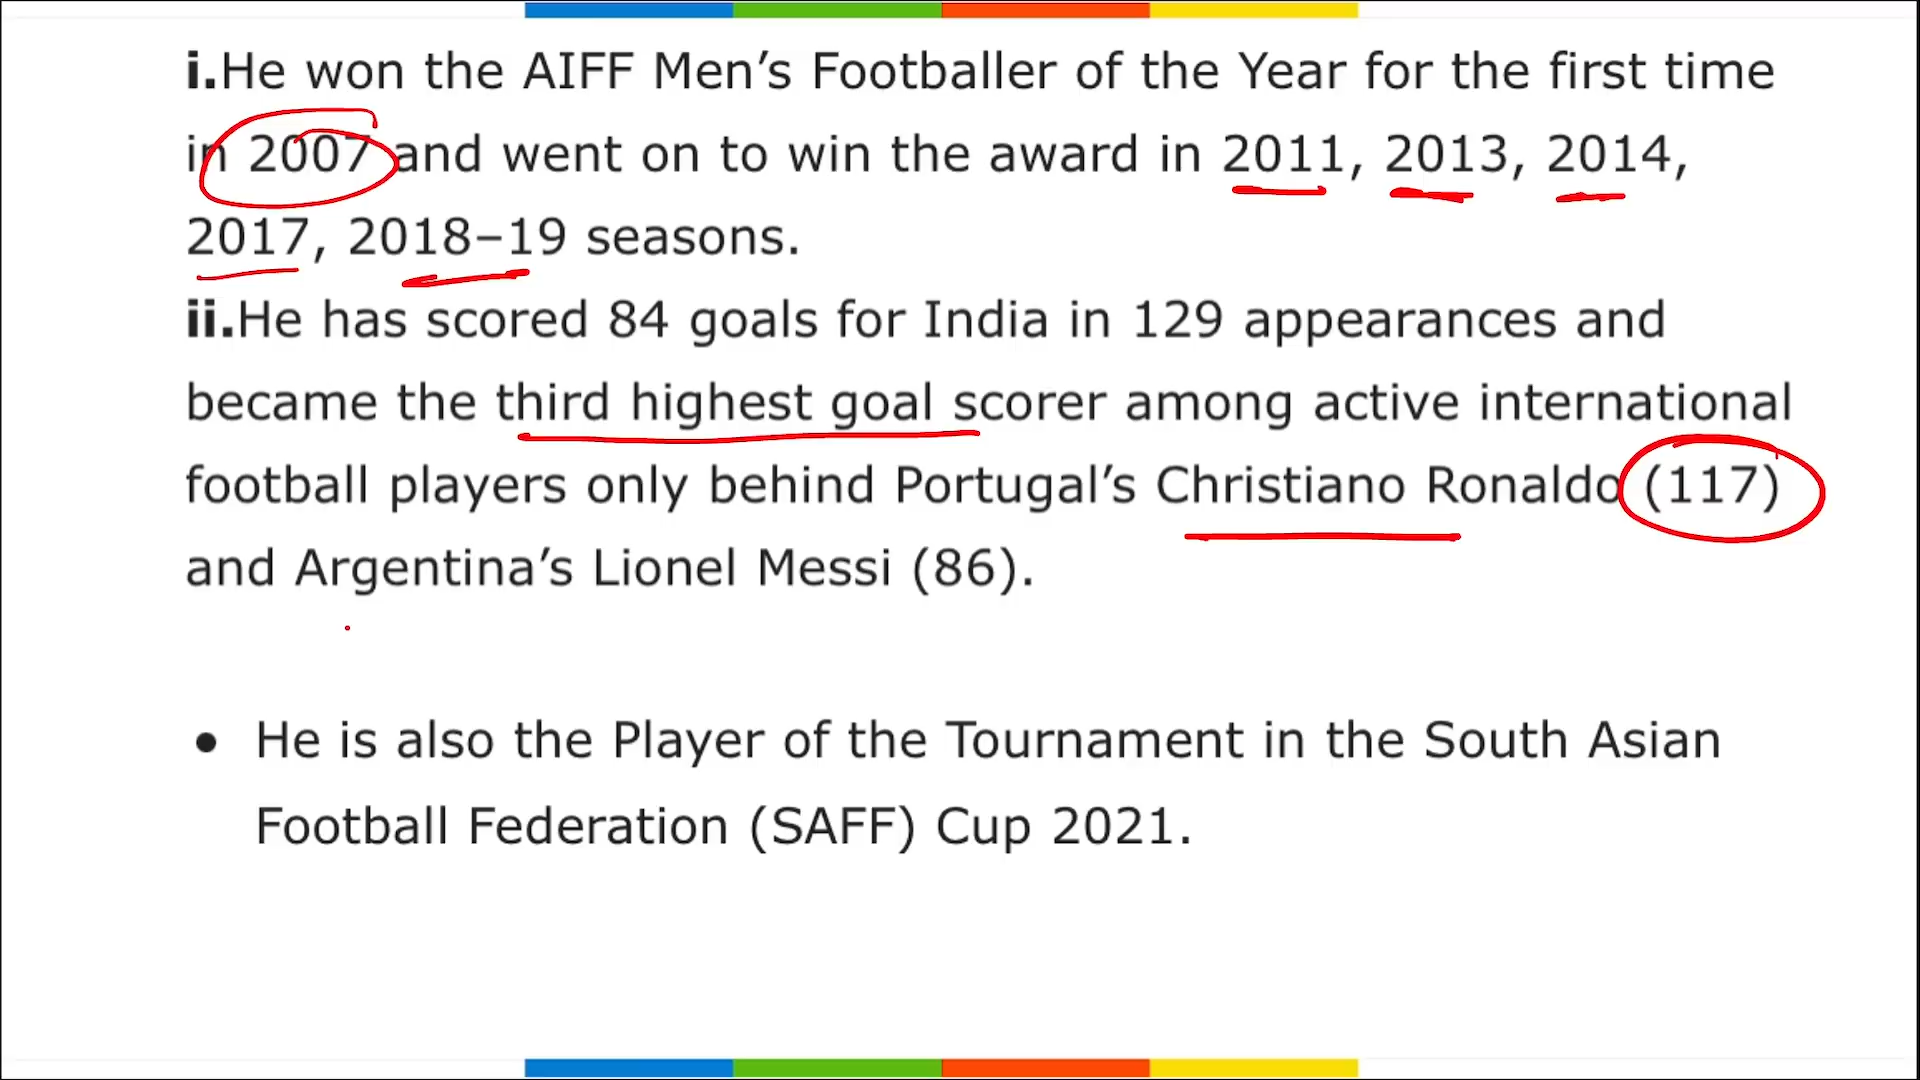 i.He won the AIFF Men’s Footballer of the Year for the first time
in 2007 and went on to win the award in 2011, 2013, 2014,
2017, 2018–19 seasons.
ii.He has scored 84 goals for India in 129 appearances and
became the third highest goal scorer among active international
football players only behind Portugal’s Christiano Ronaldo (117)
and Argentina’s Lionel Messi (86).
● He is also the Player of the Tournament in the South Asian
Football Federation (SAFF) Cup 2021.